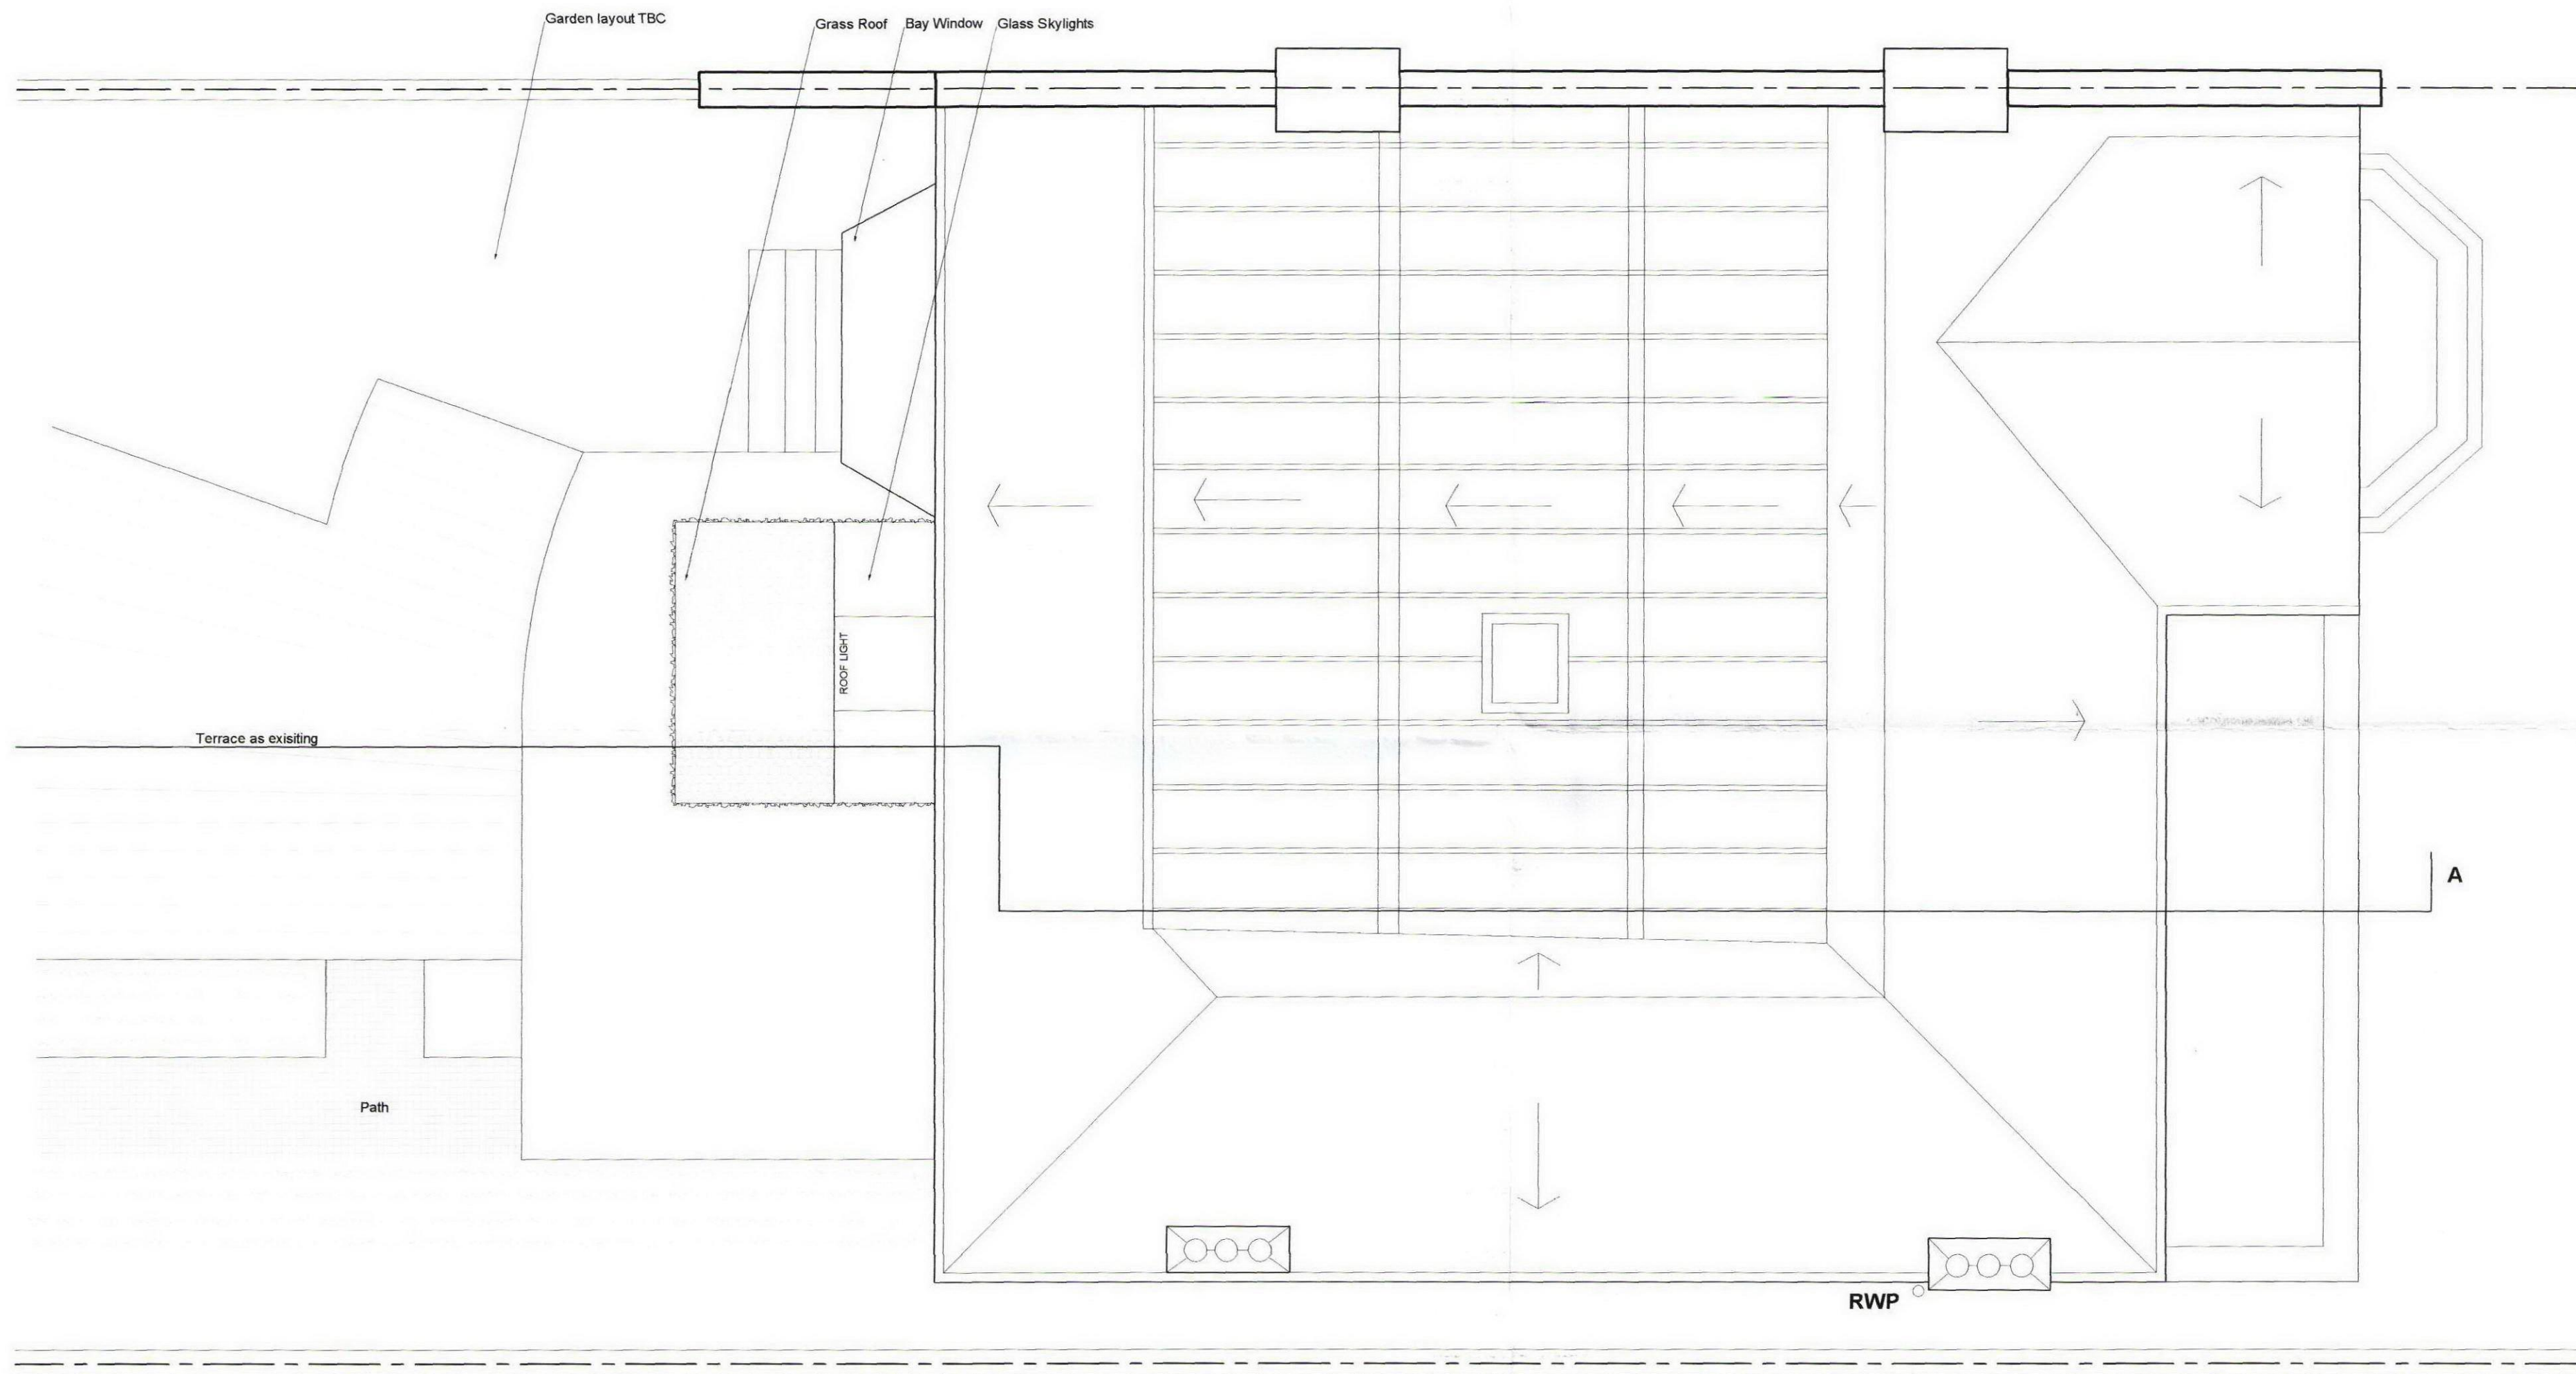 Garden layout TBC
Grass Roof
Bay Window
Glass Skylights
ROOF LIGHT
Terrace as exisiting
A
Path
RWP